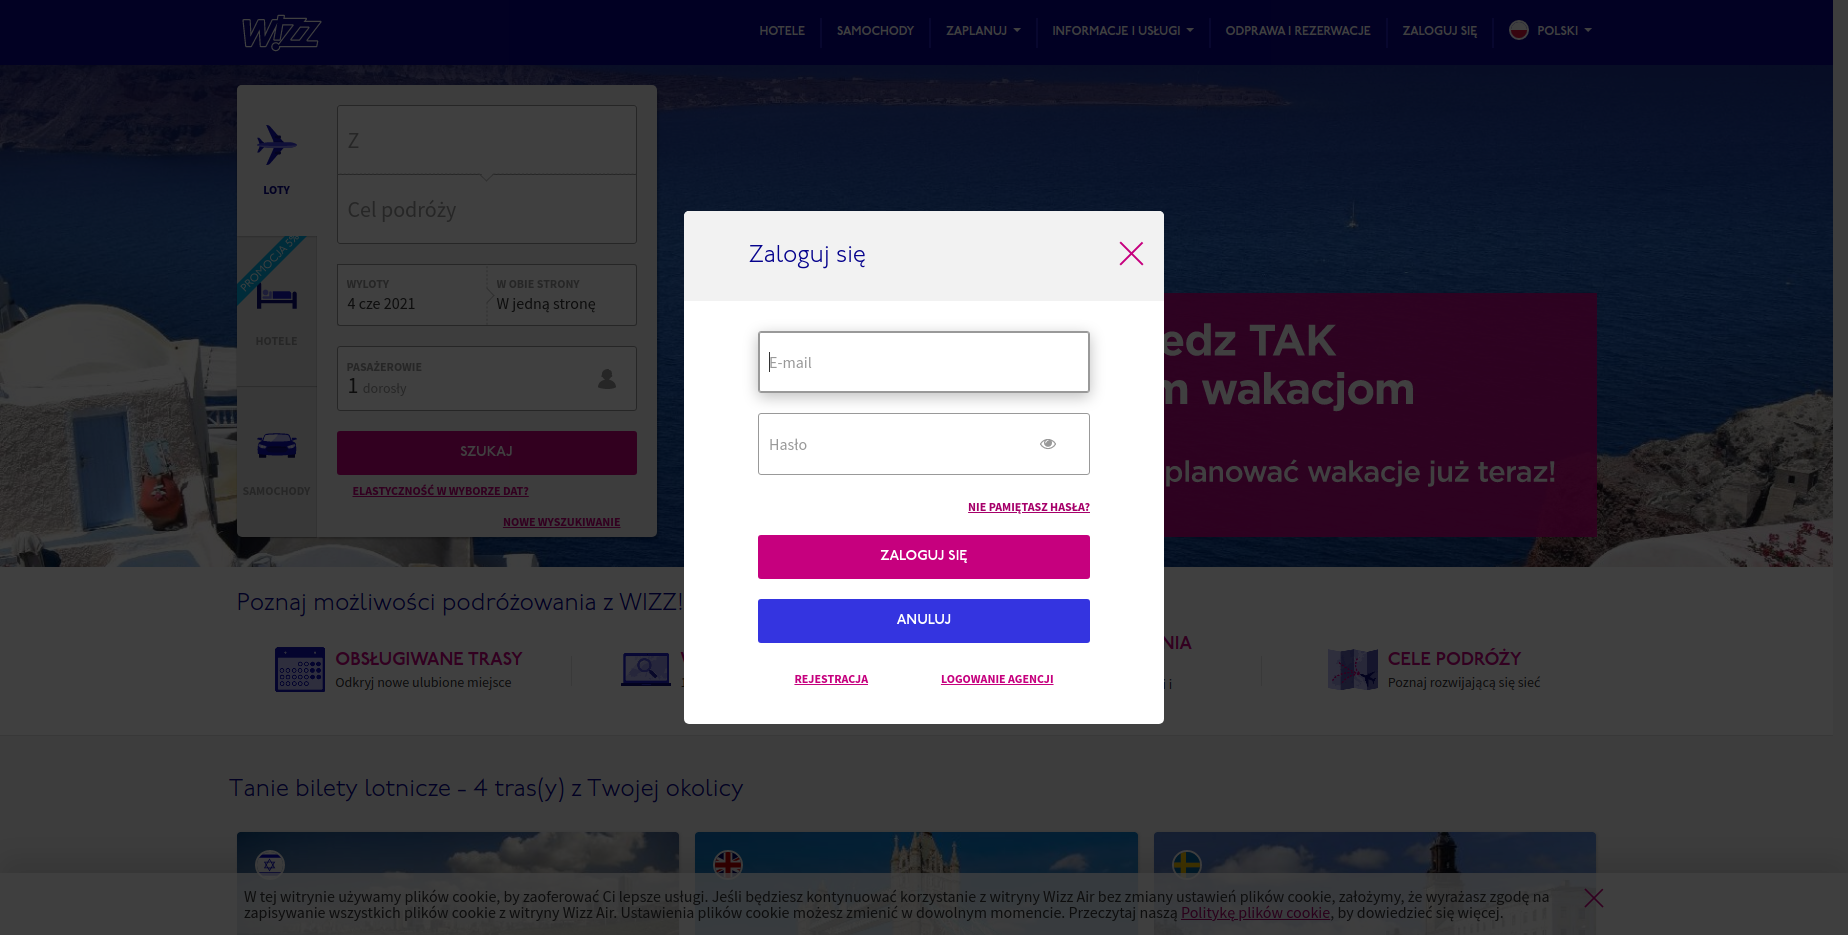 WIZZ
HOTELE
SAMOCHODY
ZAPLANUJ
INFORMACJE I USŁUGI
ODPRAWA I REZERWACJE
ZALOGUJ SIĘ
POLSKI
LOTY
PROMOCJA
HOTELE
SAMOCHODY
Z
Cel podróży
WYLOTY
4 cze 2021
W OBIE STRONY
W jedną stronę
PASAŻEROWIE
1 dorosły
SZUKAJ
ELASTYCZNOŚĆ W WYBORZE DAT?
NOWE WYSZUKIWANIE
Zaloguj się
E-mail
Hasło
NIE PAMIĘTASZ HASŁA?
ZALOGUJ SIĘ
ANULUJ
REJESTRACJA
LOGOWANIE AGENCJI
edz TAK
m wakacjom
planować wakacje już teraz!
Poznaj możliwości podróżowania z WIZZ!
OBSŁUGIWANE TRASY
Odkryj nowe ulubione miejsce
NIA
i i
CELE PODRÓŻY
Poznaj rozwijającą się sieć
Tanie bilety lotnicze - 4 tras(y) z Twojej okolicy
W tej witrynie używamy plików cookie, by zaoferować Ci lepsze usługi. Jeśli będziesz kontynuować korzystanie z witryny Wizz Air bez zmiany ustawień plików cookie, założymy, że wyrażasz zgodę na
zapisywanie wszystkich plików cookie z witryny Wizz Air. Ustawienia plików cookie możesz zmienić w dowolnym momencie. Przeczytaj naszą Politykę plików cookie, by dowiedzieć się więcej.